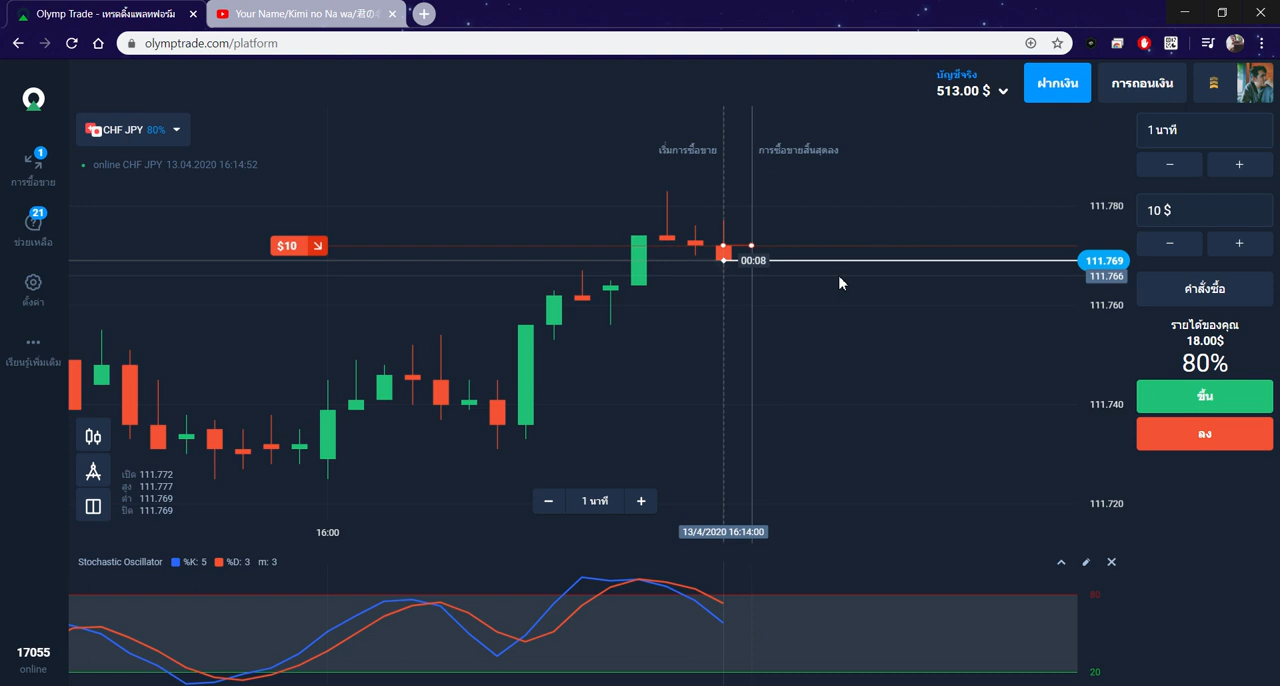 Olymp Trade - เทรดดิ้งแพลทฟอร์ม
Your Name/Kimi no Na wa/君の
olymptrade.com/platform
บัญชีจริง
513.00 $
ฝากเงิน
การถอนเงิน
CHF JPY 80%
online CHF JPY 13.04.2020 16:14:52
1
การซื้อขาย
21
ช่วยเหลือ
ตั้งค่า
เรียนรู้เพิ่มเติม
เริ่มการซื้อขาย
การซื้อขายสิ้นสุดลง
1 นาที
10 $
คำสั่งซื้อ
รายได้ของคุณ
18.00$
80%
ขึ้น
ลง
$10
00:08
111.780
111.769
111.766
111.760
111.740
111.720
เปิด 111.772
สูง 111.777
ต่ำ 111.769
ปิด 111.769
1 นาที
16:00
13/4/2020 16:14:00
Stochastic Oscillator %K: 5 %D: 3 m: 3
80
20
17055
online